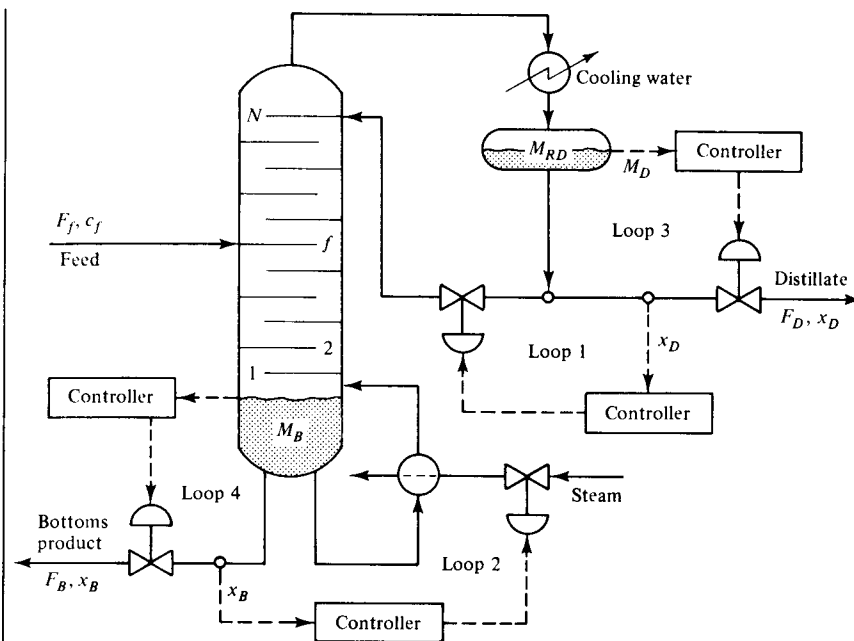 Cooling water
N
M_RD
M_D
Controller
F_f, c_f
Feed
f
Loop 3
Distillate
F_D, x_D
2
1
Loop 1
x_D
Controller
Controller
M_B
Loop 4
Steam
Bottoms
product
F_B, x_B
x_B
Loop 2
Controller